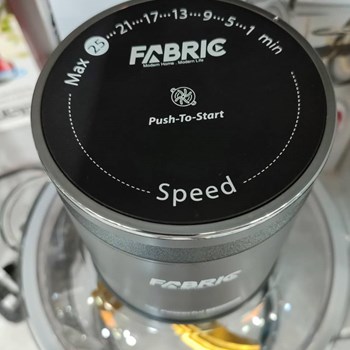 Max 25···21···17···13···9···5···1 min
FABRIC
Modern Home . Modern Life
Push-To-Start
Speed
FABRIC